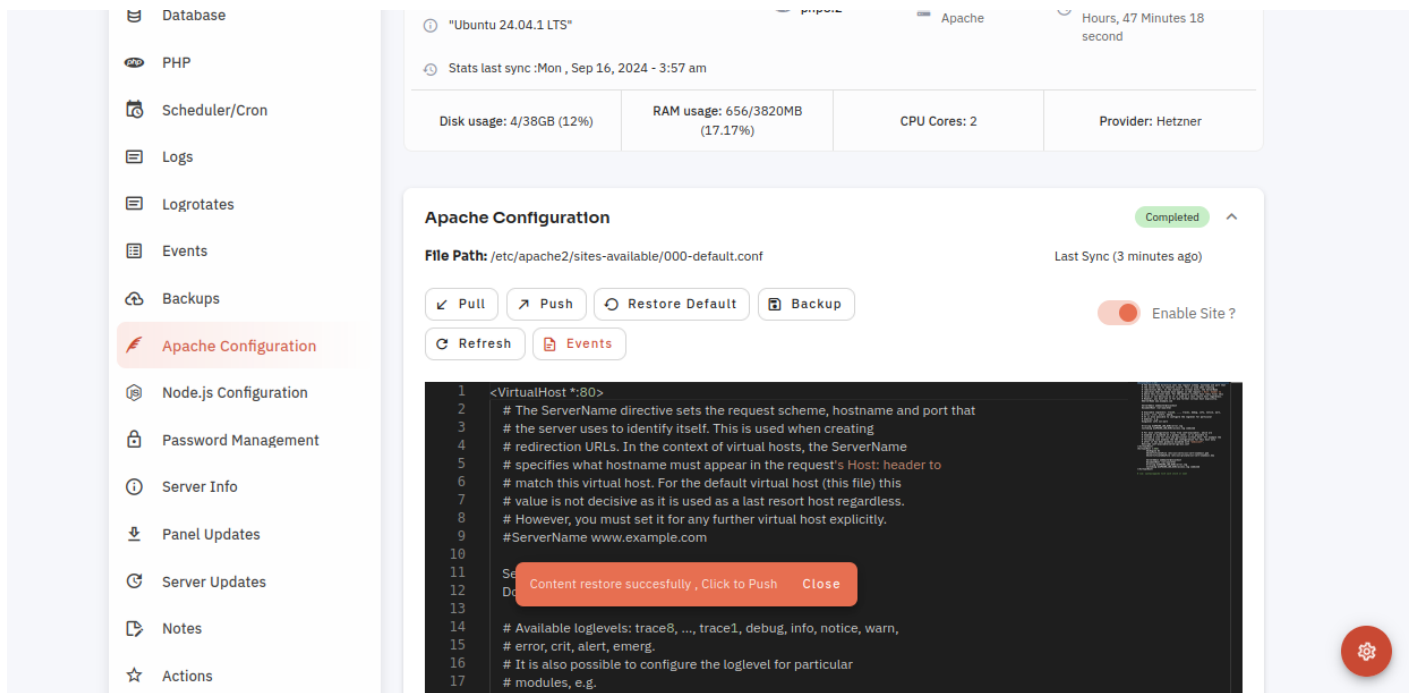 Database
PHP
Scheduler/Cron
Logs
Logrotates
Events
Backups
Apache Configuration
Node.js Configuration
Password Management
Server Info
Panel Updates
Server Updates
Notes
Actions
"Ubuntu 24.04.1 LTS"
Apache
Hours, 47 Minutes 18
second
Stats last sync :Mon , Sep 16, 2024 - 3:57 am
Disk usage: 4/38GB (12%)
RAM usage: 656/3820MB
(17.17%)
CPU Cores: 2
Provider: Hetzner
Apache Configuration
Completed
File Path: /etc/apache2/sites-available/000-default.conf
Last Sync (3 minutes ago)
Pull
Push
Restore Default
Backup
Enable Site ?
Refresh
Events
1 <VirtualHost *:80>
2 # The ServerName directive sets the request scheme, hostname and port that
3 # the server uses to identify itself. This is used when creating
4 # redirection URLs. In the context of virtual hosts, the ServerName
5 # specifies what hostname must appear in the request's Host: header to
6 # match this virtual host. For the default virtual host (this file) this
7 # value is not decisive as it is used as a last resort host regardless.
8 # However, you must set it for any further virtual host explicitly.
9 #ServerName www.example.com
10
11 Se
12 Do
13
14 # Available loglevels: trace8, ..., trace1, debug, info, notice, warn,
15 # error, crit, alert, emerg.
16 # It is also possible to configure the loglevel for particular
17 # modules, e.g.
Content restore succesfully , Click to Push Close